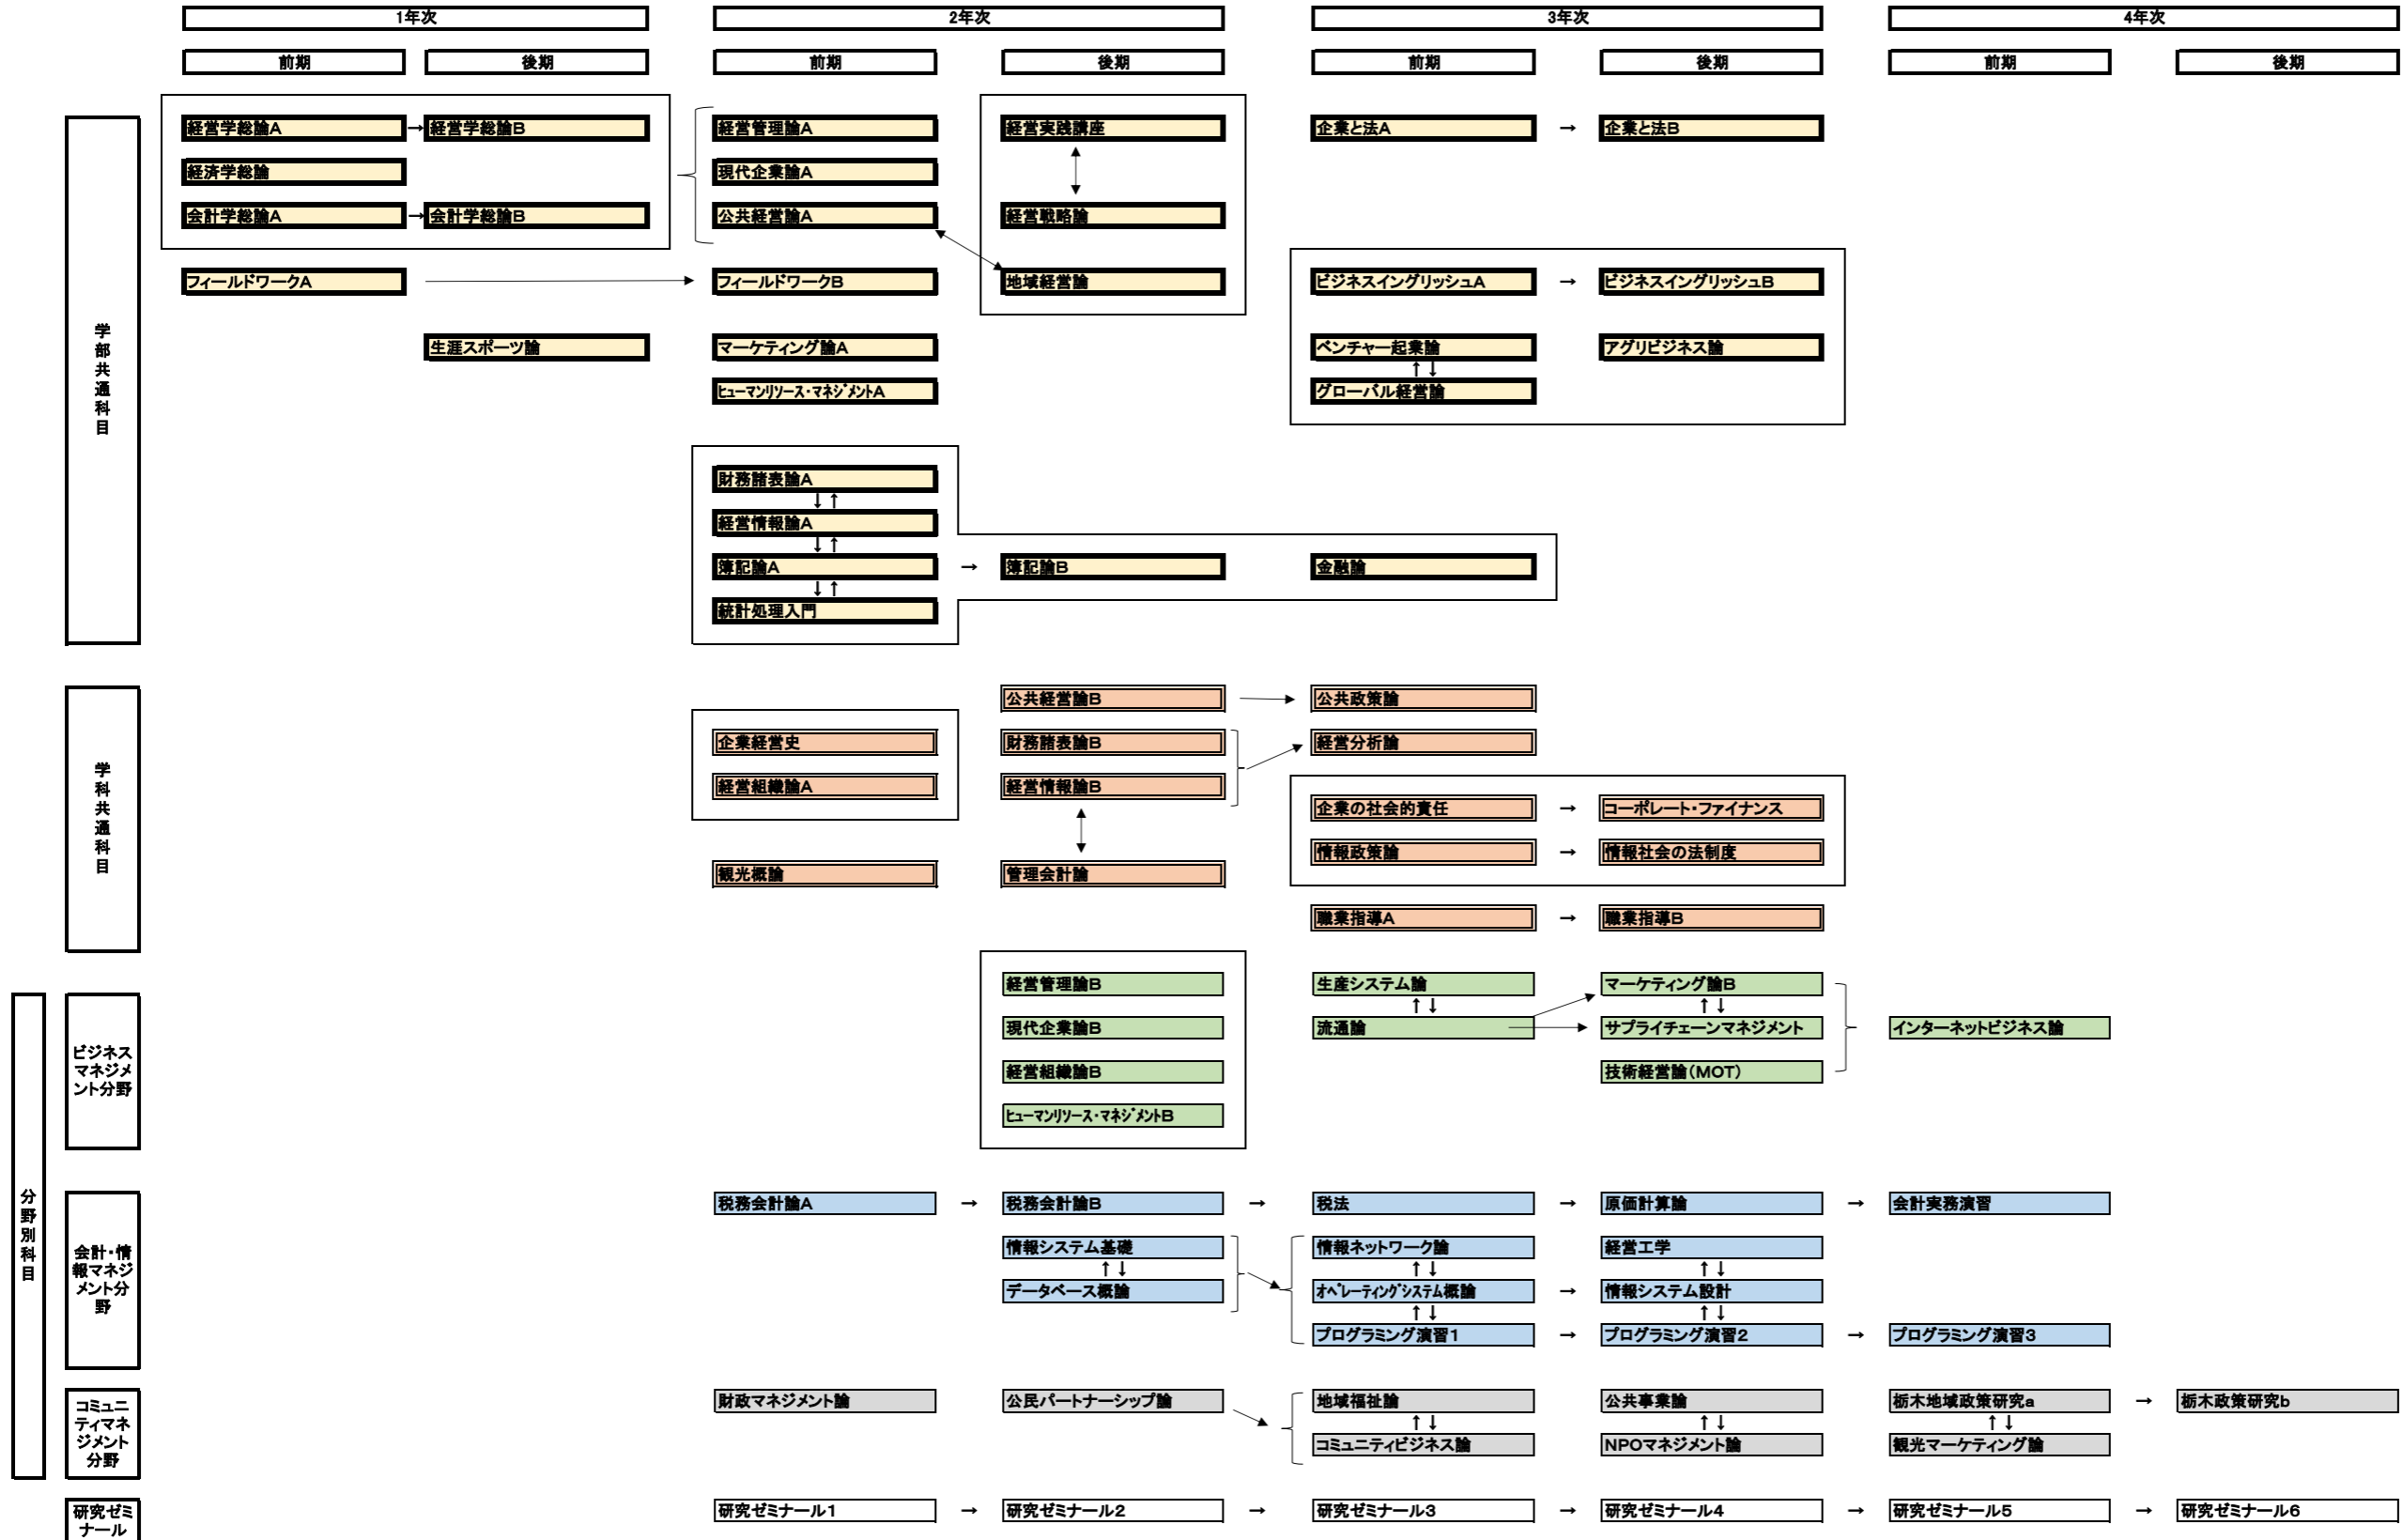 1年次 2年次 3年次 4年次
前期 後期 前期 後期 前期 後期 前期 後期
学部共通科目
経営学総論A → 経営学総論B 経営管理論A 経営実践講座 企業と法A → 企業と法B
経済学総論 現代企業論A
会計学総論A → 会計学総論B 公共経営論A 経営戦略論
フィールドワークA フィールドワークB 地域経営論 ビジネスイングリッシュA → ビジネスイングリッシュB
生涯スポーツ論 マーケティング論A ベンチャー起業論 アグリビジネス論
↑↓
ヒューマンリソース・マネジメントA グローバル経営論
財務諸表論A
↓↑
経営情報論A
↓↑
簿記論A → 簿記論B 金融論
↓↑
統計処理入門
学科共通科目
公共経営論B 公共政策論
企業経営史 財務諸表論B 経営分析論
経営組織論A 経営情報論B
企業の社会的責任 → コーポレート・ファイナンス
情報政策論 → 情報社会の法制度
観光概論 管理会計論
職業指導A → 職業指導B
分野別科目
ビジネス
マネジメ
ント分野
経営管理論B 生産システム論 マーケティング論B
↑↓ ↑↓
現代企業論B 流通論 サプライチェーンマネジメント インターネットビジネス論
経営組織論B 技術経営論(MOT)
ヒューマンリソース・マネジメントB
会計・情
報マネジ
メント分
野
税務会計論A → 税務会計論B → 税法 → 原価計算論 → 会計実務演習
情報システム基礎 情報ネットワーク論 経営工学
↑↓ ↑↓ ↑↓
データベース概論 オペレーティングシステム概論 → 情報システム設計
↑↓ ↑↓
プログラミング演習1 → プログラミング演習2 → プログラミング演習3
コミュニ
ティマネ
ジメント
分野
財政マネジメント論 公民パートナーシップ論 地域福祉論 公共事業論 栃木地域政策研究a → 栃木政策研究b
↑↓ ↑↓ ↑↓
コミュニティビジネス論 NPOマネジメント論 観光マーケティング論
研究ゼミ
ナール
研究ゼミナール1 → 研究ゼミナール2 → 研究ゼミナール3 → 研究ゼミナール4 → 研究ゼミナール5 → 研究ゼミナール6